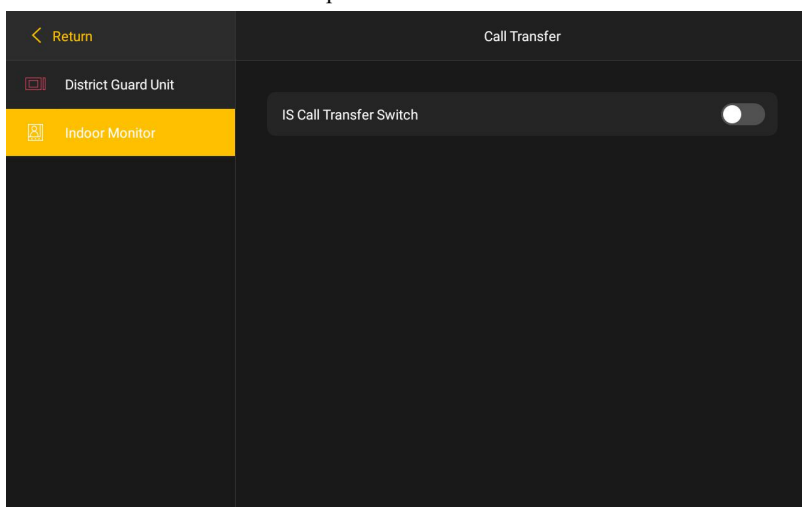 Return
Call Transfer
District Guard Unit
Indoor Monitor
IS Call Transfer Switch